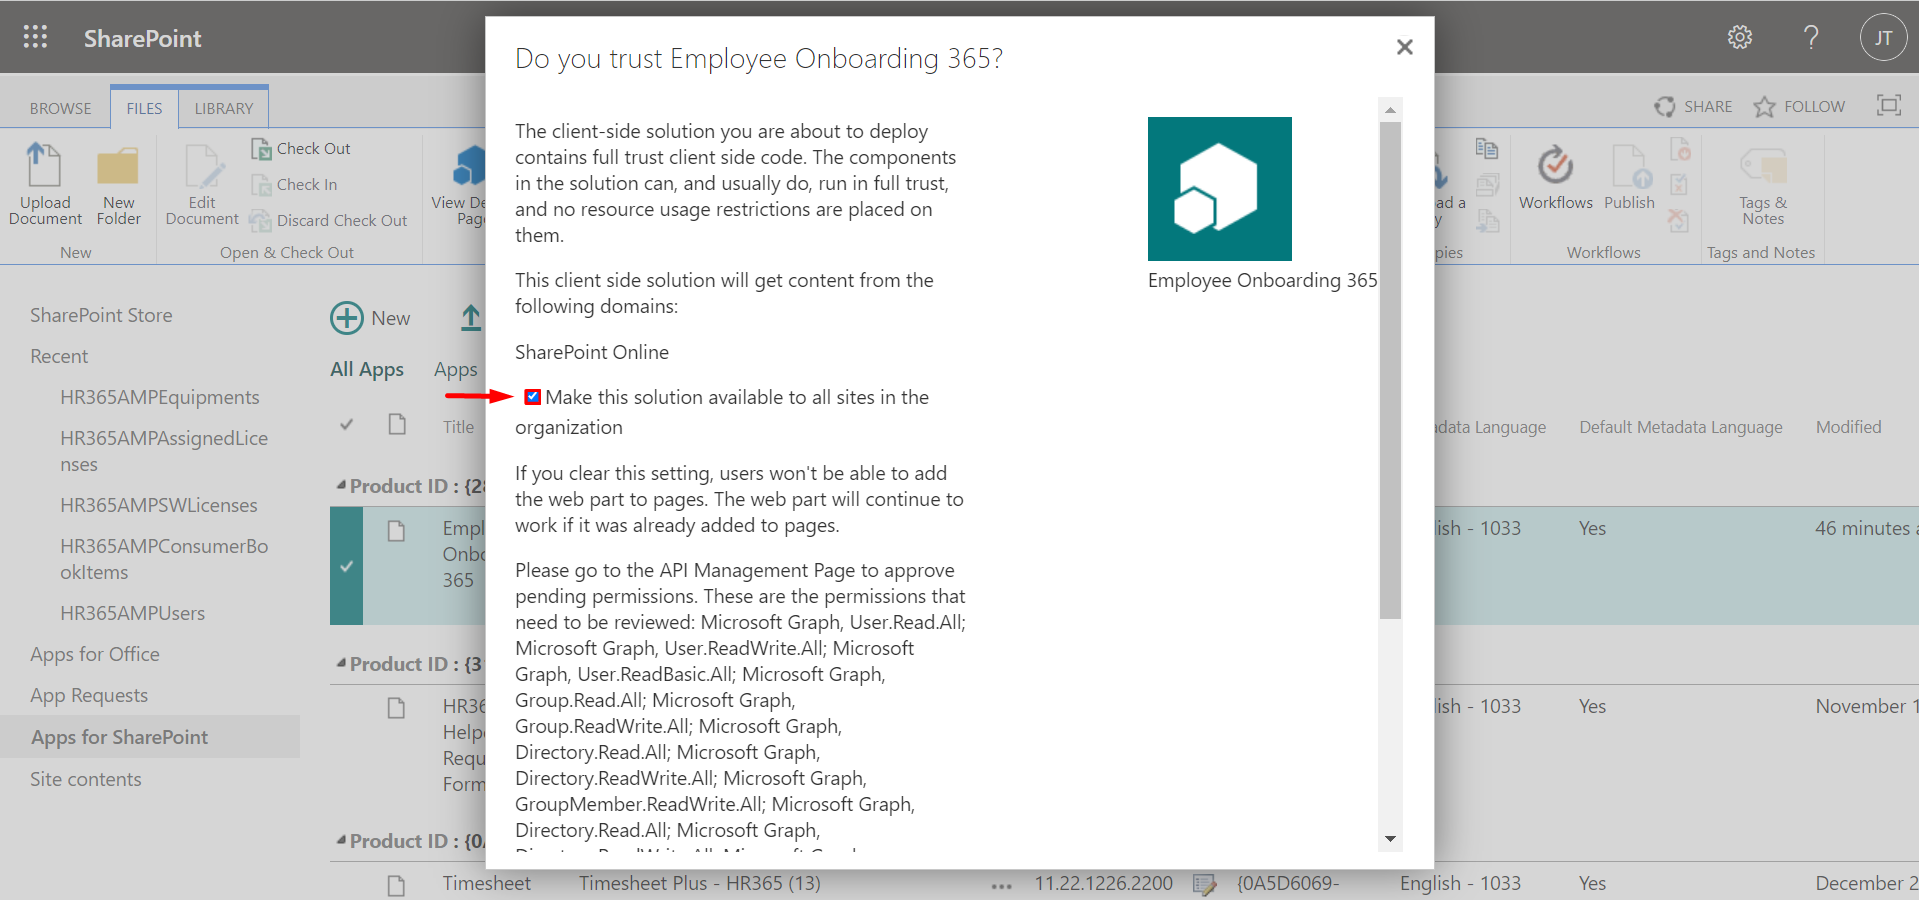 SharePoint
JT
BROWSE
FILES
LIBRARY
SHARE
FOLLOW
Upload
Document
New
Folder
New
Edit
Document
Check Out
Check In
Discard Check Out
Open & Check Out
View De
Pag
ad a
y
pies
Workflows
Publish
Workflows
Tags &
Notes
Tags and Notes
SharePoint Store
Recent
HR365AMPEquipments
HR365AMPAssignedLice
nses
HR365AMPSWLicenses
HR365AMPConsumerBo
okItems
HR365AMPUsers
Apps for Office
App Requests
Apps for SharePoint
Site contents
New
All Apps
Apps
Title
adata Language
Default Metadata Language
Modified
Product ID : {28
Empl
Onbo
365
lish - 1033
Yes
46 minutes a
Product ID : {3
HR36
Helpd
Requ
Form
lish - 1033
Yes
November 1
Product ID : {0A
Timesheet
Timesheet Plus - HR365 (13)
11.22.1226.2200
{0A5D6069-
English - 1033
Yes
December 2
Do you trust Employee Onboarding 365?
The client-side solution you are about to deploy
contains full trust client side code. The components
in the solution can, and usually do, run in full trust,
and no resource usage restrictions are placed on
them.
This client side solution will get content from the
following domains:
SharePoint Online
Make this solution available to all sites in the
organization
If you clear this setting, users won't be able to add
the web part to pages. The web part will continue to
work if it was already added to pages.
Please go to the API Management Page to approve
pending permissions. These are the permissions that
need to be reviewed: Microsoft Graph, User.Read.All;
Microsoft Graph, User.ReadWrite.All; Microsoft
Graph, User.ReadBasic.All; Microsoft Graph,
Group.Read.All; Microsoft Graph,
Group.ReadWrite.All; Microsoft Graph,
Directory.Read.All; Microsoft Graph,
Directory.ReadWrite.All; Microsoft Graph,
GroupMember.ReadWrite.All; Microsoft Graph,
Directory.Read.All; Microsoft Graph,
Employee Onboarding 365